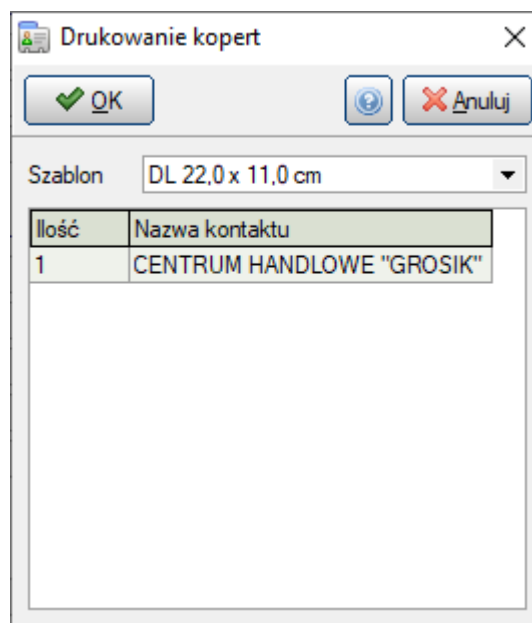 Drukowanie kopert
OK Anuluj
Szablon DL 22,0 x 11,0 cm
Ilość Nazwa kontaktu
1 CENTRUM HANDLOWE "GROSIK"